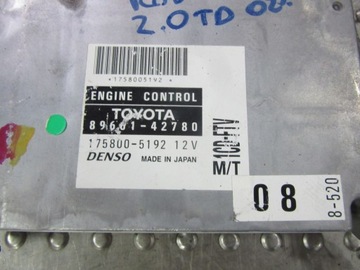 2.0TD
*1758005192*
ENGINE CONTROL
TOYOTA
89661-42780
175800-5192 12V
DENSO MADE IN JAPAN
1CD-FTV
M/T
08
8-520